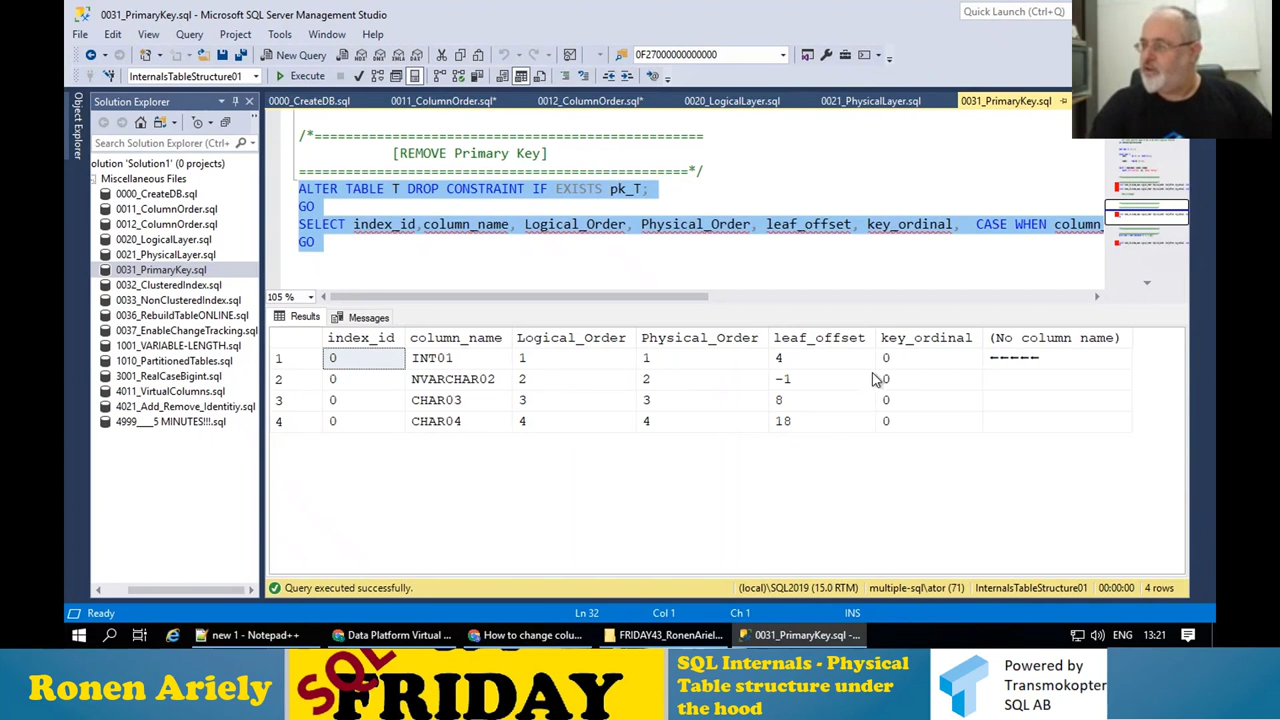 0031_PrimaryKey.sql - Microsoft SQL Server Management Studio
Quick Launch (Ctrl+Q)
File Edit View Query Project Tools Window Help
New Query
0F27000000000000
InternalsTableStructure01
Execute
Object Explorer
Solution Explorer
0000_CreateDB.sql
0011_ColumnOrder.sql*
0012_ColumnOrder.sql*
0020_LogicalLayer.sql
0021_PhysicalLayer.sql
0031_PrimaryKey.sql
Search Solution Explorer (
olution 'Solution1' (0 projects)
Miscellaneous Files
0000_CreateDB.sql
0011_ColumnOrder.sql
0012_ColumnOrder.sql
0020_LogicalLayer.sql
0021_PhysicalLayer.sql
0031_PrimaryKey.sql
0032_ClusteredIndex.sql
0033_NonClusteredIndex.sql
0036_RebuildTableONLINE.sql
0037_EnableChangeTracking.sql
1001_VARIABLE-LENGTH.sql
1010_PartitionedTables.sql
3001_RealCaseBigint.sql
4011_VirtualColumns.sql
4021_Add_Remove_Identitiy.sql
4999___5 MINUTES!!!.sql
/*================================================
[REMOVE Primary Key]
================================================*/
ALTER TABLE T DROP CONSTRAINT IF EXISTS pk_T;
GO
SELECT index_id,column_name, Logical_Order, Physical_Order, leaf_offset, key_ordinal, CASE WHEN column
GO
105 %
Results Messages
index_id column_name Logical_Order Physical_Order leaf_offset key_ordinal (No column name)
1 0 INT01 1 1 4 0 ←←←←←
2 0 NVARCHAR02 2 2 -1 0
3 0 CHAR03 3 3 8 0
4 0 CHAR04 4 4 18 0
Query executed successfully.
(local)\SQL2019 (15.0 RTM) multiple-sql\ator (71) InternalsTableStructure01 00:00:00 4 rows
Ready Ln 32 Col 1 Ch 1 INS
new 1 - Notepad++
Data Platform Virtual ...
How to change colu...
FRIDAY43_RonenAriel...
0031_PrimaryKey.sql -...
ENG 13:21
Ronen Ariely
SQL
FRIDAY
SQL Internals - Physical
Table structure under
the hood
Powered by
Transmokopter
SQL AB